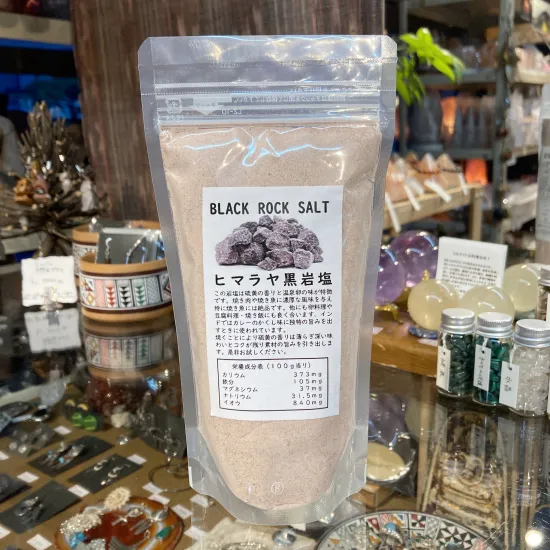 BLACK ROCK SALT
ヒマラヤ黒岩塩
この岩塩は硫黄の香りと温泉卵の味が特徴
です。焼き肉や焼き魚に濃厚な風味を与え
特に焼き魚には絶品です。他にも卵料理や
豆腐料理・焼き飯にも良く合います。イン
ドではカレーのかくし味に独特の旨みを出
すときに使われています。
焼くことにより硫黄の香りは薄らぎ深い味
わいとコクが残り素材の旨みを引き出しま
す。是非お試しください。
栄養成分表(100g当り)
カリウム 373mg
鉄分 105mg
マグネシウム 37mg
ナトリウム 31.5mg
イオウ 840mg